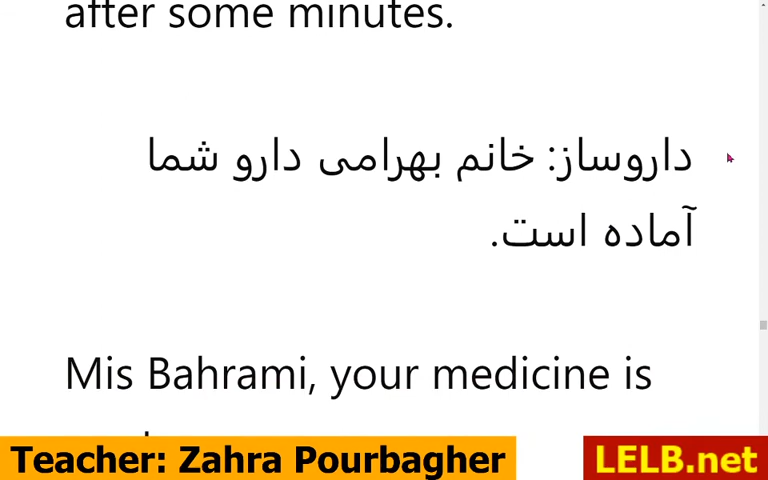 after some minutes.
داروساز: خانم بهرامی دارو شما
آماده است.
Mis Bahrami, your medicine is
Teacher: Zahra Pourbagher
LELB.net